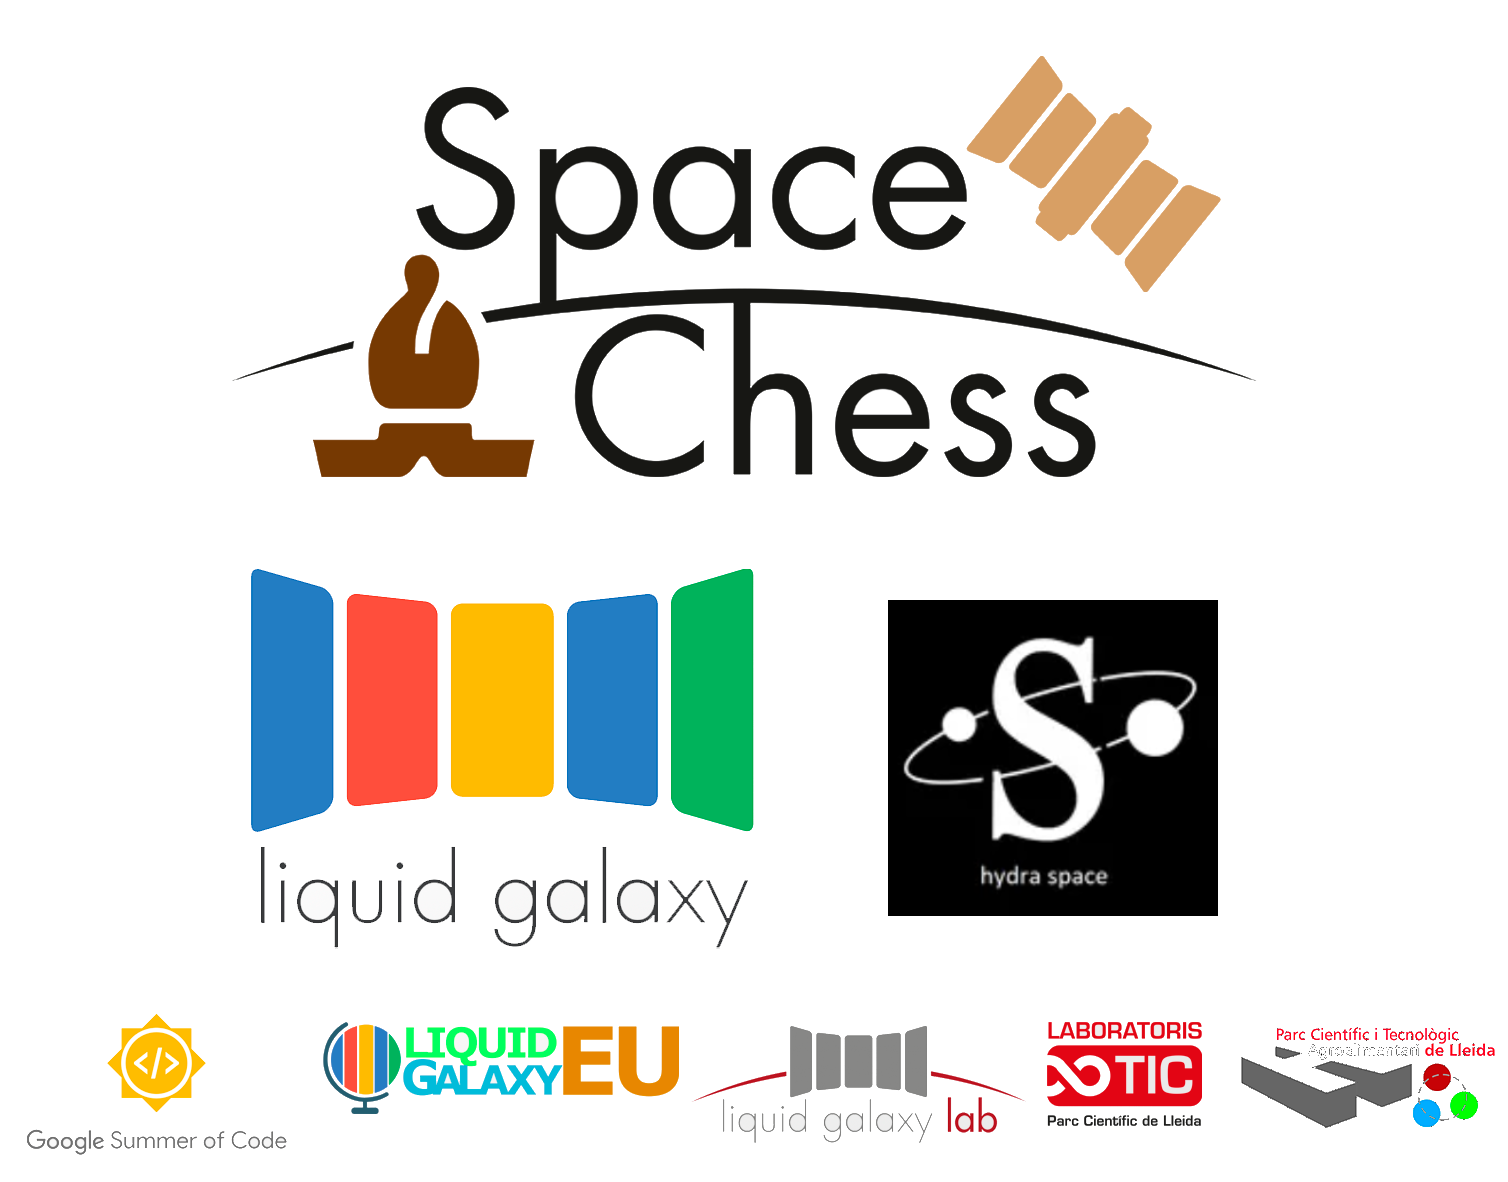 Space
Chess
liquid galaxy
hydra space
Google Summer of Code
LIQUID
GALAXY EU
liquid galaxy lab
LABORATORIS
TIC
Parc Científic de Lleida
Parc Científic i Tecnològic
Agroalimentari de Lleida